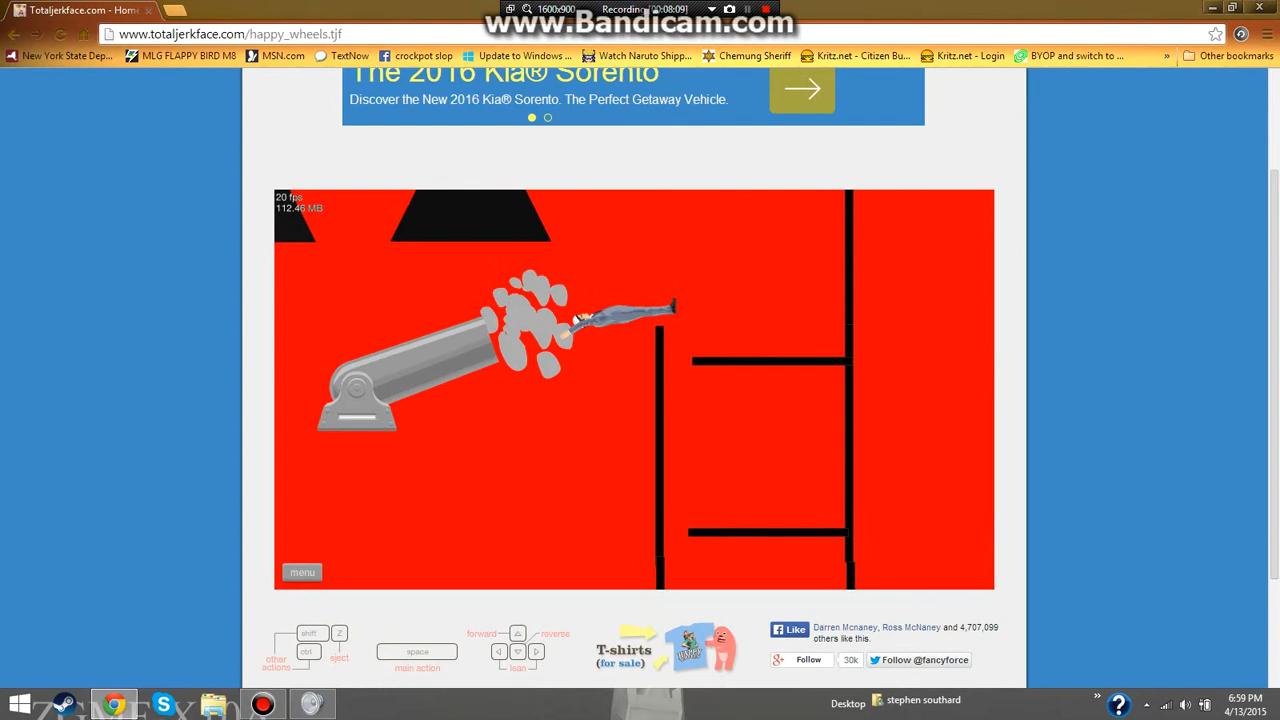 Totaljerkface.com - Home
1600x900
Recording [00:08:09]
www.Bandicam.com
www.totaljerkface.com/happy_wheels.tjf
New York State Dep...
MLG FLAPPY BIRD M8
MSN.com
TextNow
crockpot slop
Update to Windows ...
Watch Naruto Shipp...
Chemung Sheriff
Kritz.net - Citizen Bu...
Kritz.net - Login
BYOP and switch to ...
»
Other bookmarks
The 2016 Kia® Sorento
Discover the New 2016 Kia® Sorento. The Perfect Getaway Vehicle.
20 fps
112.46 MB
menu
shift
Z
ctrl
other
actions
eject
space
main action
forward
reverse
lean
T-shirts
(for sale)
Like
Darren Mcnaney, Ross McNaney and 4,707,099
others like this.
Follow
30k
Follow @fancyforce
Desktop
stephen southard
»
6:59 PM
4/13/2015